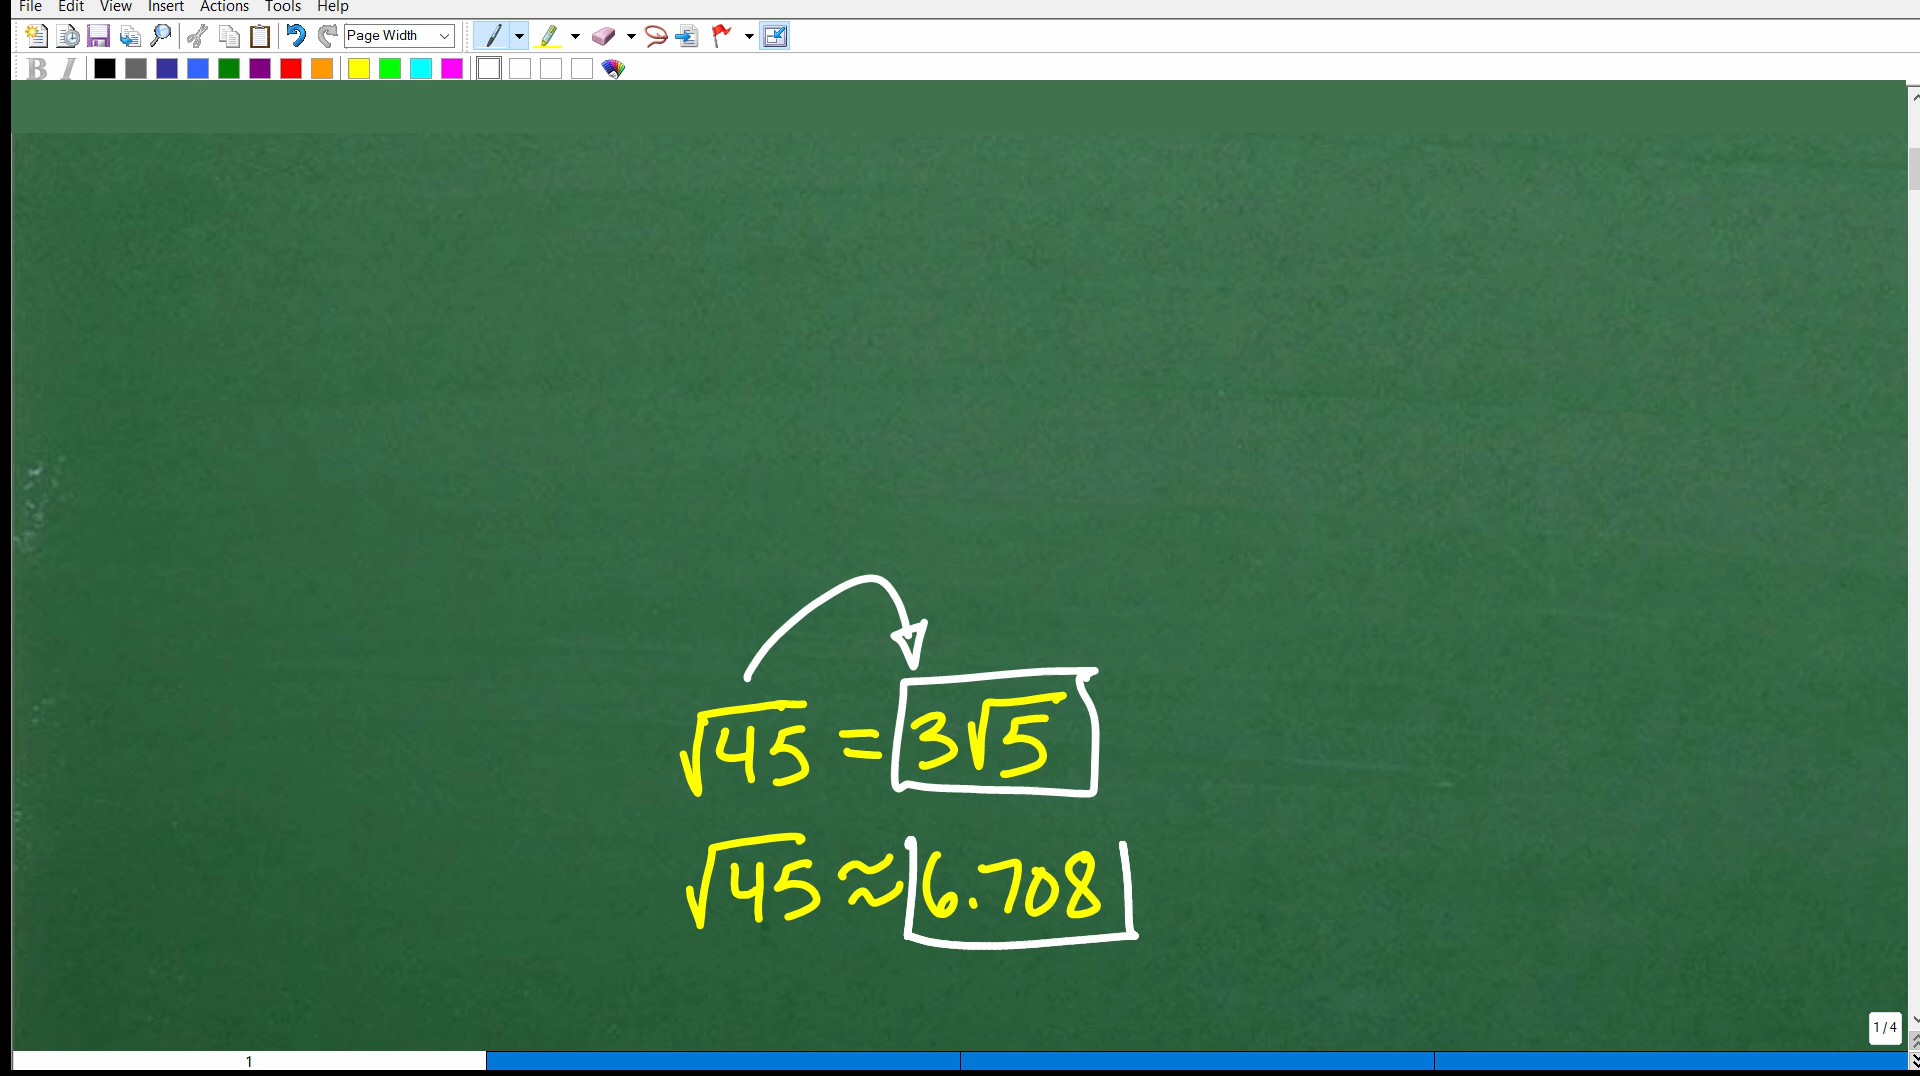 File Edit View Insert Actions Tools Help
Page Width
B I
√45 = 3√5
√45 ≈ 6.708
1 / 4
1